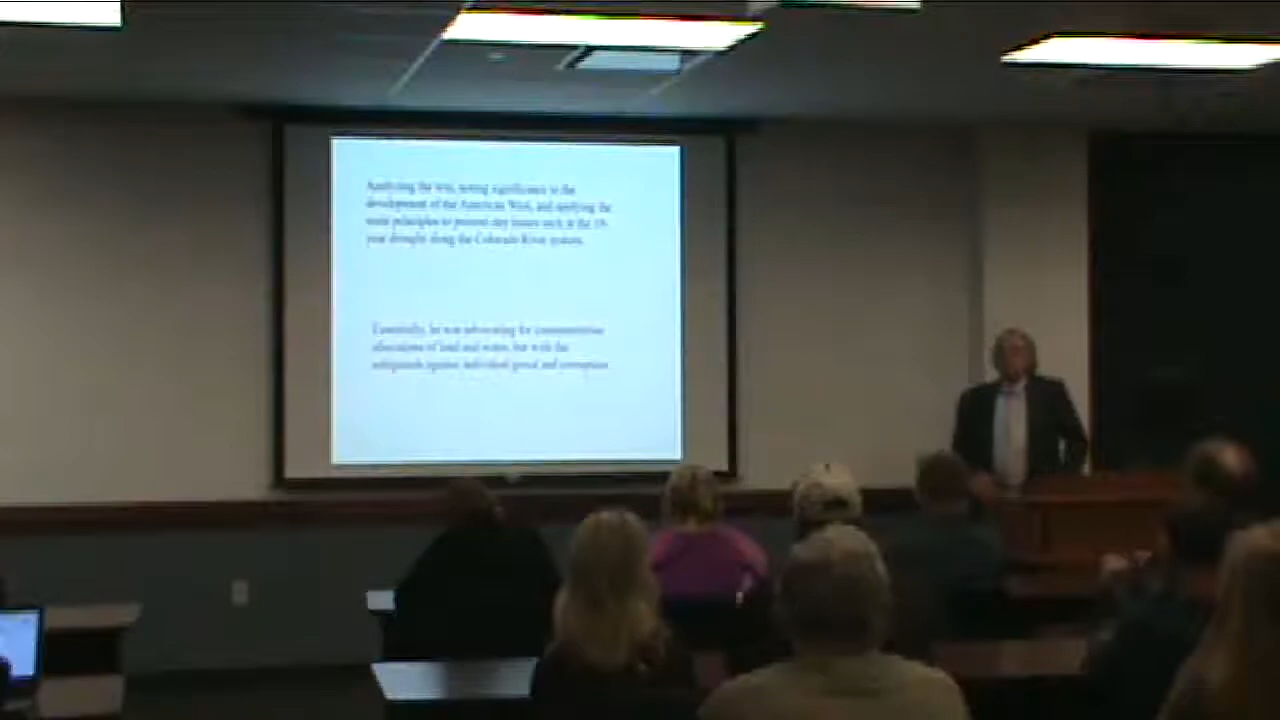 Analyzing the text, noting significance to the
development of the American West, and applying the
same principles to present day issues such as the 19-
year drought along the Colorado River system.
Essentially, he was advocating for communitarian
allocations of land and water, but with the
safeguards against individual greed and corruption.